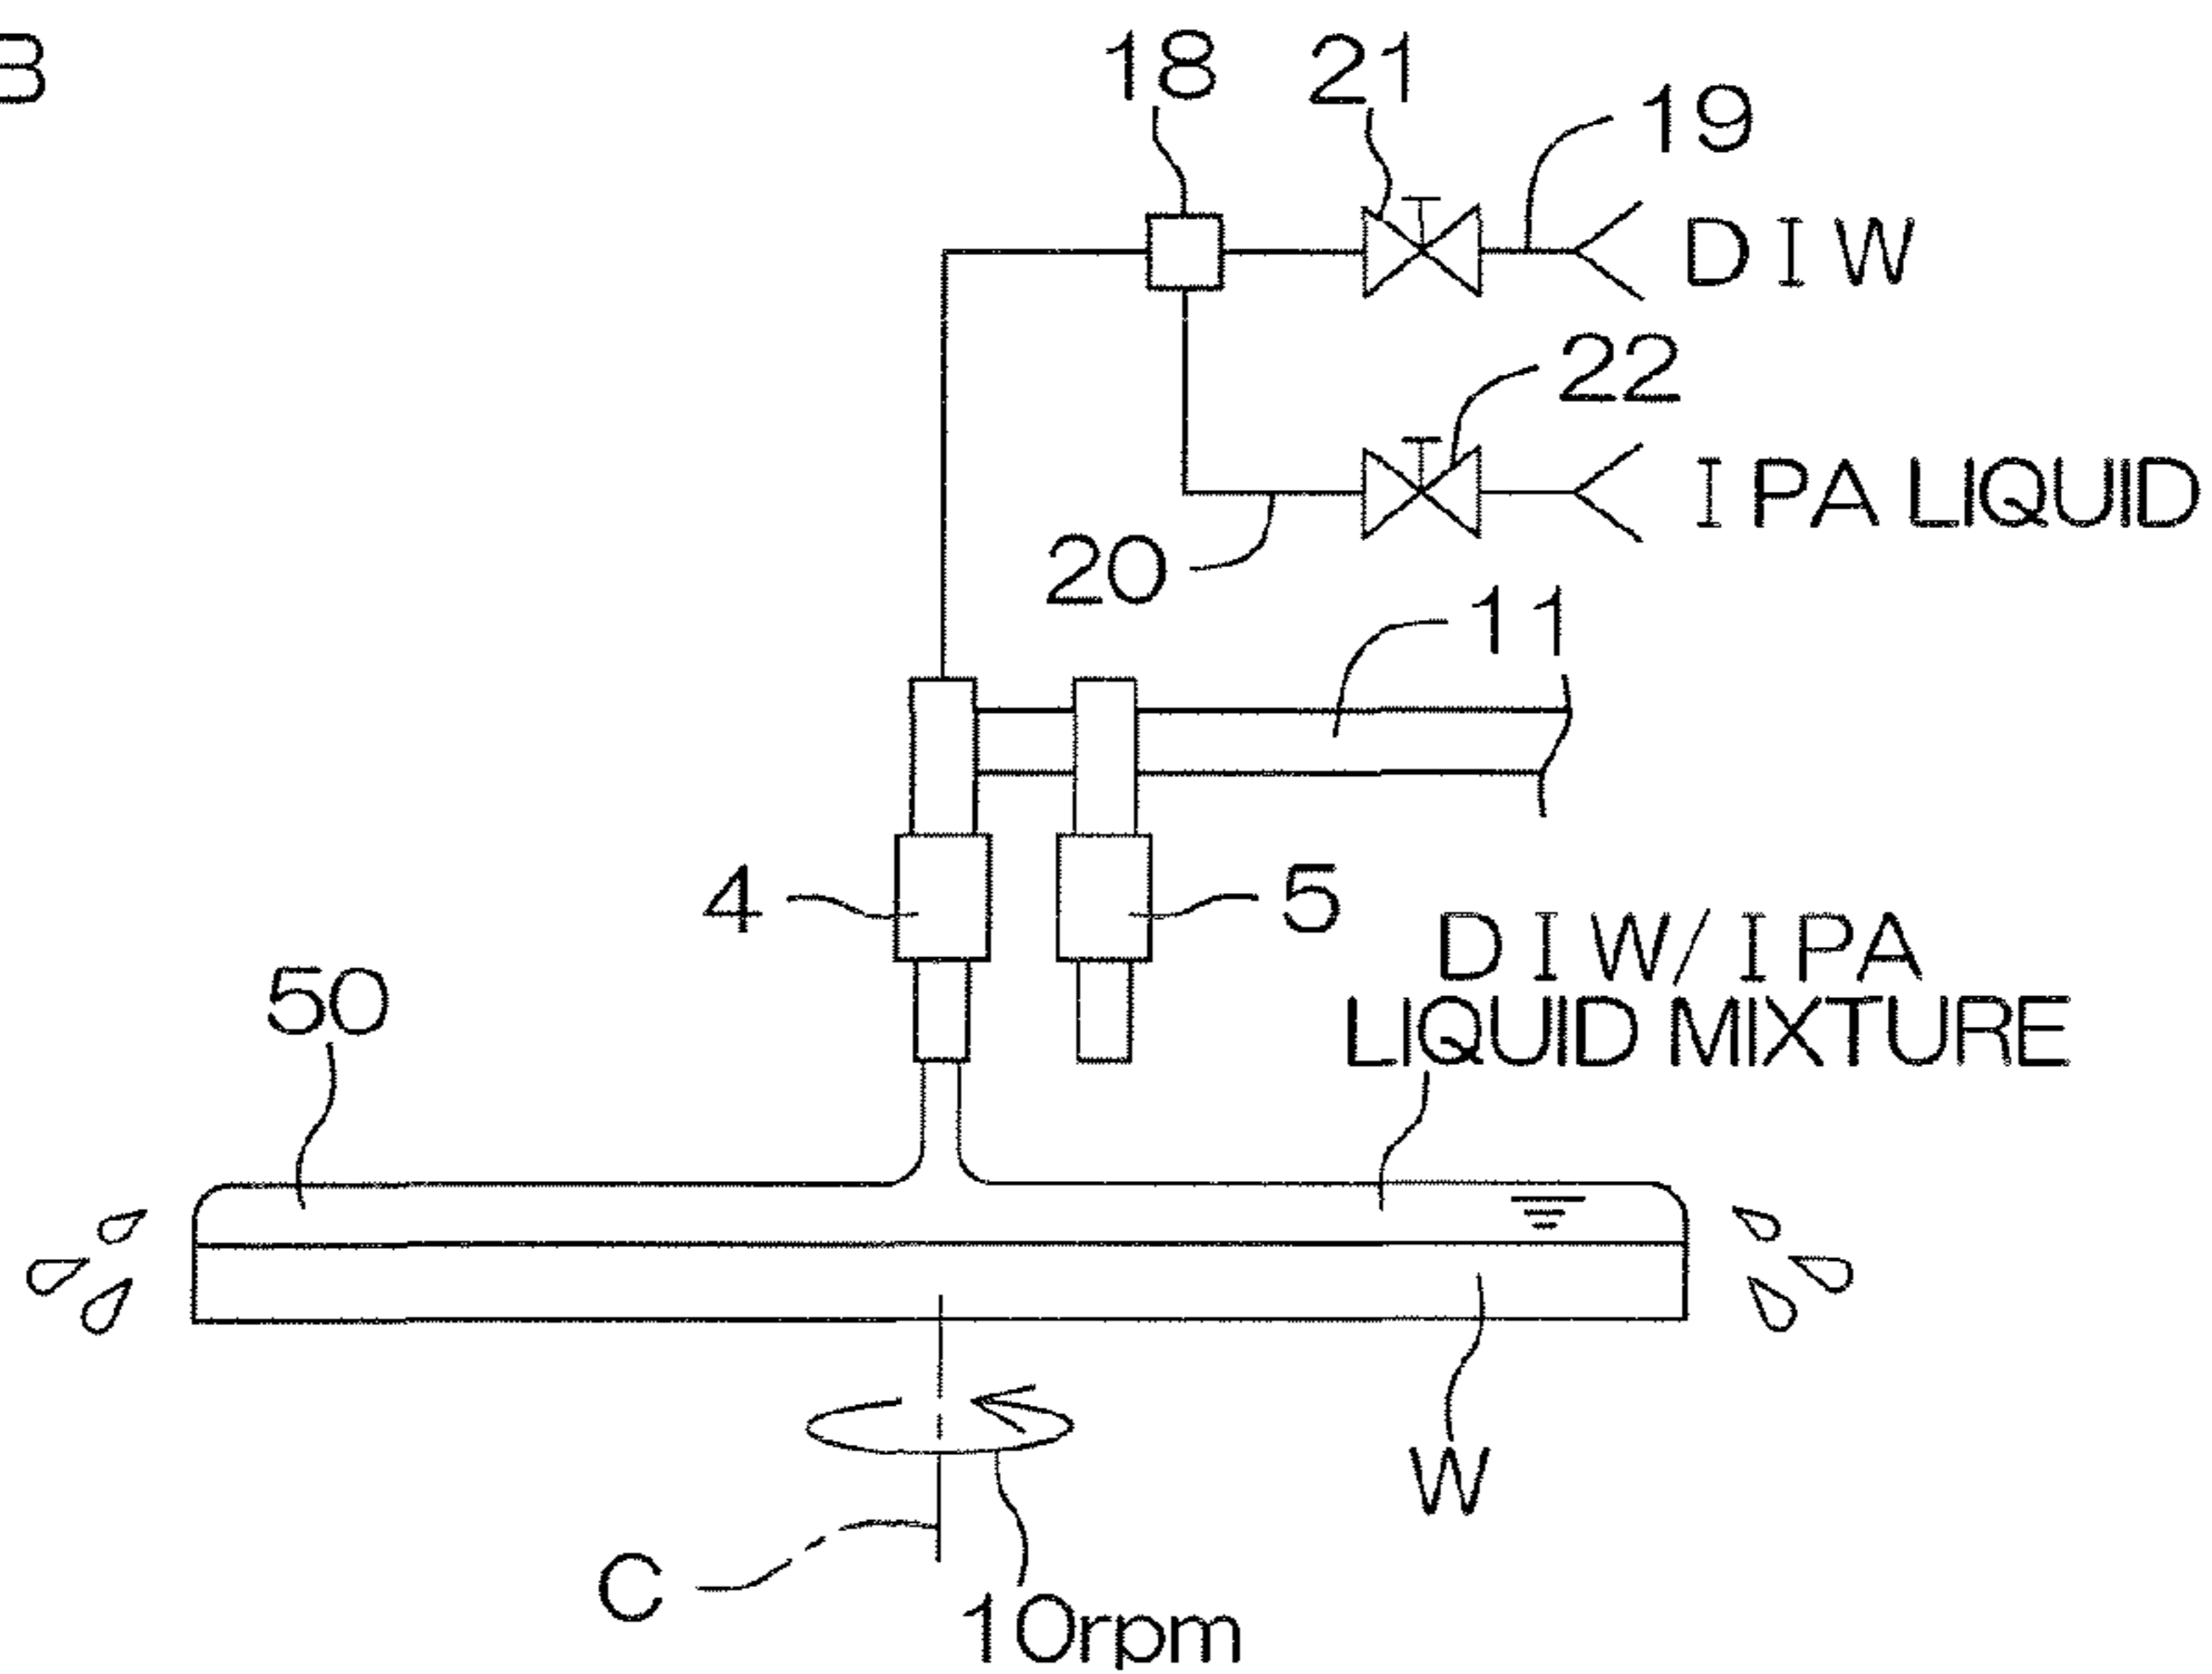 B
18
21
19
DIW
22
IPA LIQUID
20
11
4
5
DIW/IPA
LIQUID MIXTURE
50
W
C
10rpm